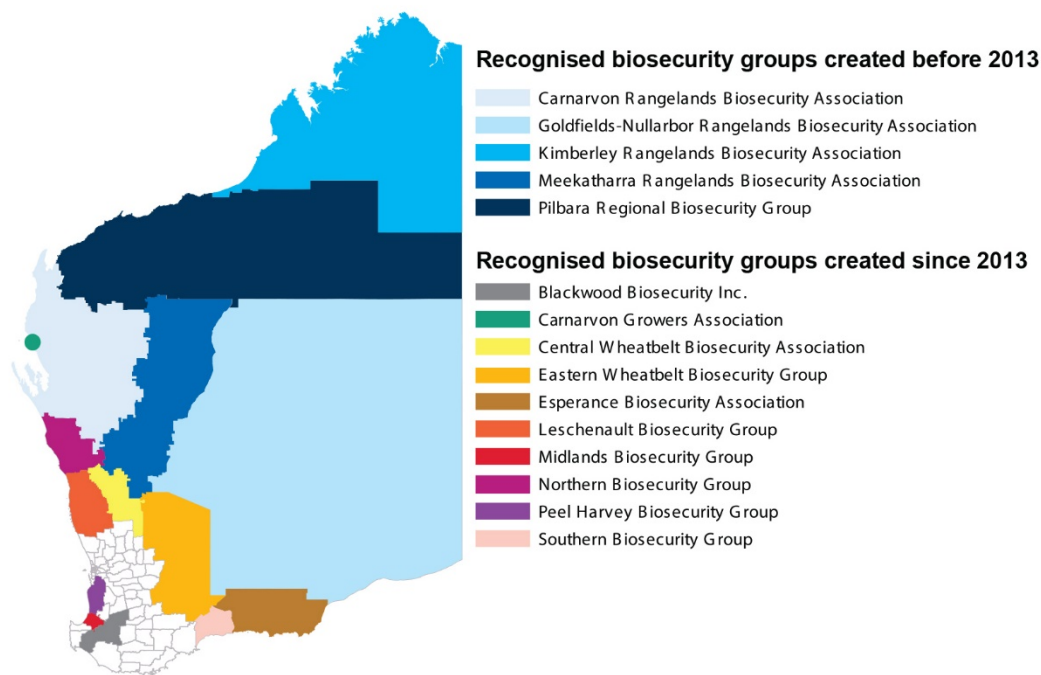 Recognised biosecurity groups created before 2013
Carnarvon Rangelands Biosecurity Association
Goldfields-Nullarbor Rangelands Biosecurity Association
Kimberley Rangelands Biosecurity Association
Meekatharra Rangelands Biosecurity Association
Pilbara Regional Biosecurity Group
Recognised biosecurity groups created since 2013
Blackwood Biosecurity Inc.
Carnarvon Growers Association
Central Wheatbelt Biosecurity Association
Eastern Wheatbelt Biosecurity Group
Esperance Biosecurity Association
Leschenault Biosecurity Group
Midlands Biosecurity Group
Northern Biosecurity Group
Peel Harvey Biosecurity Group
Southern Biosecurity Group